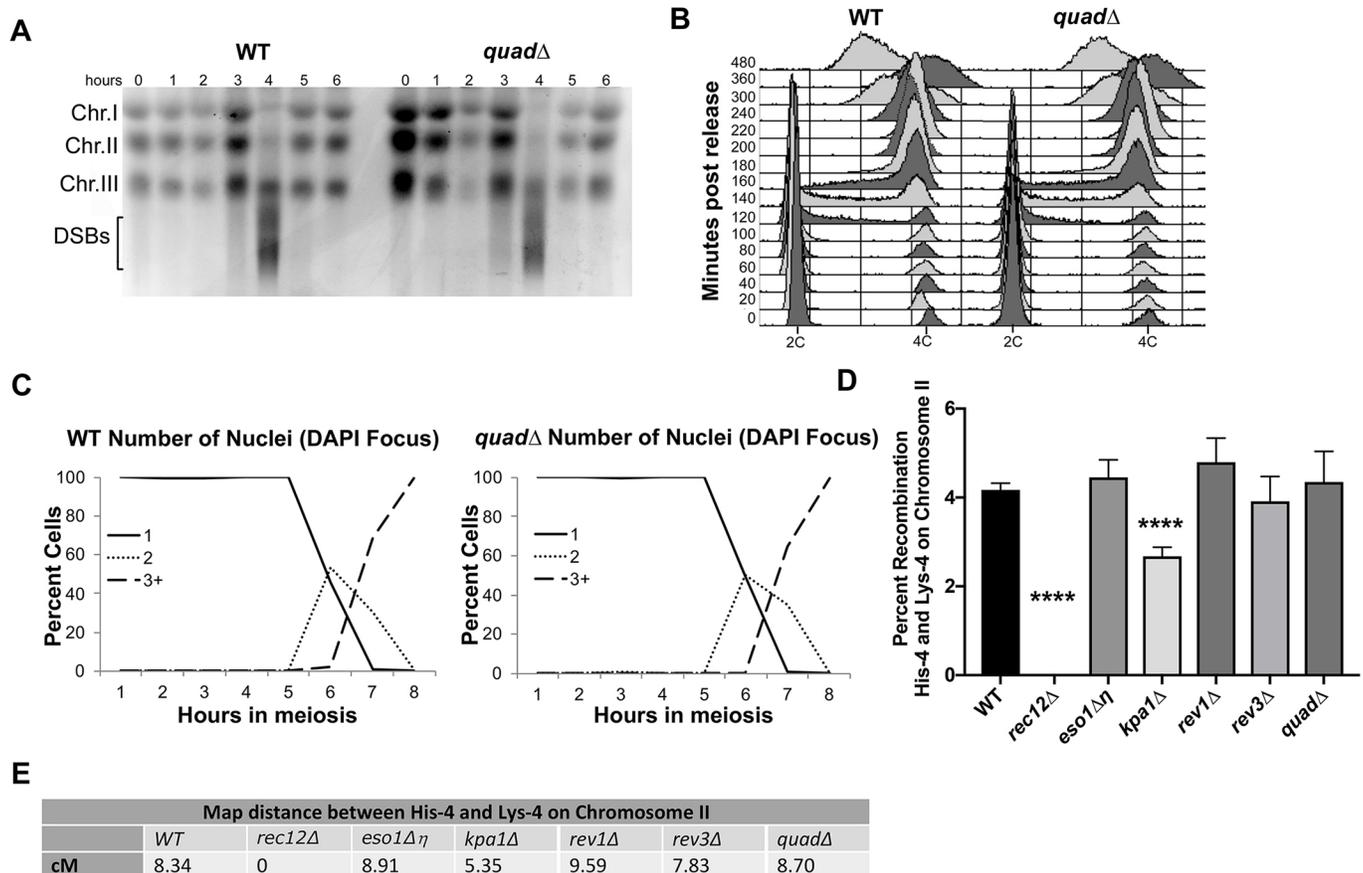 A
WT quadΔ
hours 0 1 2 3 4 5 6 0 1 2 3 4 5 6
Chr.I
Chr.II
Chr.III
DSBs
B
WT quadΔ
Minutes post release
480
360
300
240
220
200
180
160
140
120
100
80
60
40
20
0
2C 4C 2C 4C
C
WT Number of Nuclei (DAPI Focus)
Percent Cells
100
80
60
40
20
0
1
2
3+
1 2 3 4 5 6 7 8
Hours in meiosis
quadΔ Number of Nuclei (DAPI Focus)
Percent Cells
100
80
60
40
20
0
1
2
3+
1 2 3 4 5 6 7 8
Hours in meiosis
D
Percent Recombination
His-4 and Lys-4 on Chromosome II
6
4
2
0
****
****
WT rec12Δ eso1Δη kpa1Δ rev1Δ rev3Δ quadΔ
E
Map distance between His-4 and Lys-4 on Chromosome II
WT rec12Δ eso1Δη kpa1Δ rev1Δ rev3Δ quadΔ
cM 8.34 0 8.91 5.35 9.59 7.83 8.70